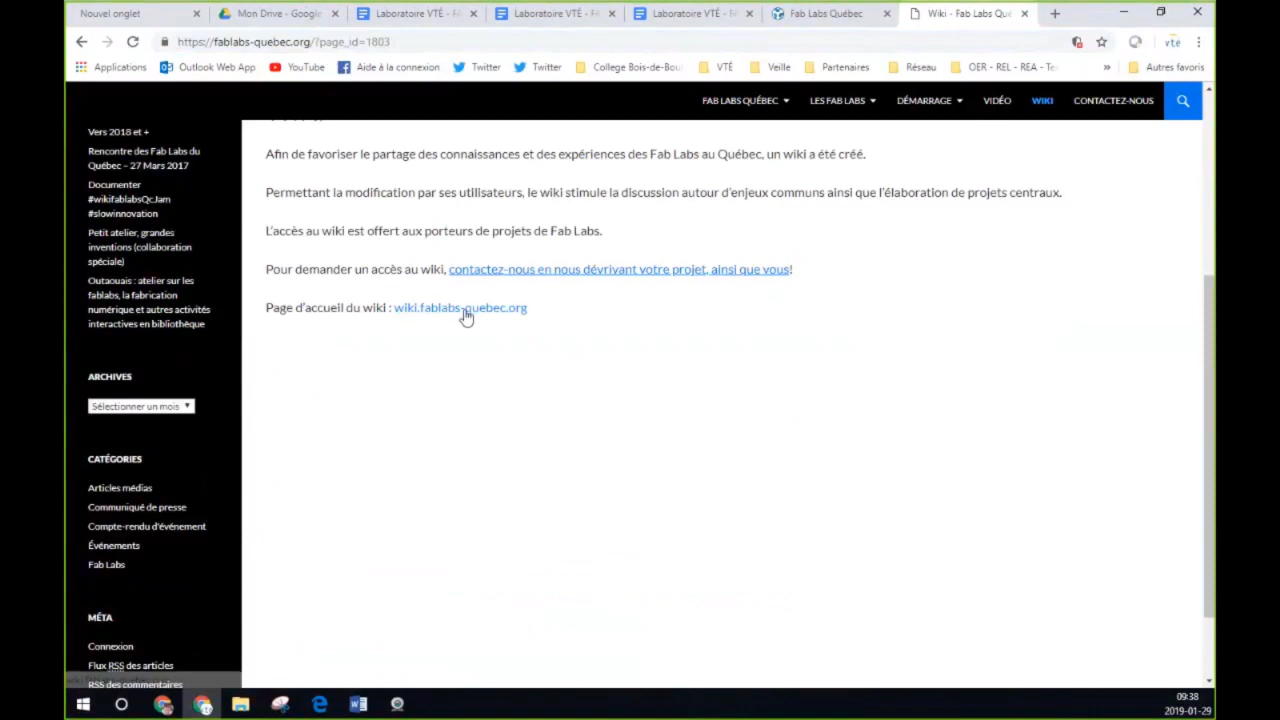 Nouvel onglet
Mon Drive - Google
Laboratoire VTÉ - F
Laboratoire VTÉ - F
Laboratoire VTÉ - F
Fab Labs Québec
Wiki - Fab Labs Qué
https://fablabs-quebec.org/?page_id=1803
vté
Applications
Outlook Web App
YouTube
Aide à la connexion
Twitter
Twitter
College Bois-de-Bou
VTÉ
Veille
Partenaires
Réseau
OER - REL - REA - Te
»
Autres favoris
FAB LABS QUÉBEC
LES FAB LABS
DÉMARRAGE
VIDÉO
WIKI
CONTACTEZ-NOUS
Vers 2018 et +
Rencontre des Fab Labs du
Québec – 27 Mars 2017
Documenter
#wikifablabsQcJam
#slowinnovation
Petit atelier, grandes
inventions (collaboration
spéciale)
Outaouais : atelier sur les
fablabs, la fabrication
numérique et autres activités
interactives en bibliothèque
ARCHIVES
Sélectionner un mois
CATÉGORIES
Articles médias
Communiqué de presse
Compte-rendu d'événement
Événements
Fab Labs
MÉTA
Connexion
Flux RSS des articles
RSS des commentaires
Afin de favoriser le partage des connaissances et des expériences des Fab Labs au Québec, un wiki a été créé.
Permettant la modification par ses utilisateurs, le wiki stimule la discussion autour d'enjeux communs ainsi que l'élaboration de projets centraux.
L'accès au wiki est offert aux porteurs de projets de Fab Labs.
Pour demander un accès au wiki, contactez-nous en nous dévrivant votre projet, ainsi que vous!
Page d'accueil du wiki : wiki.fablabs-quebec.org
09:38
2019-01-29